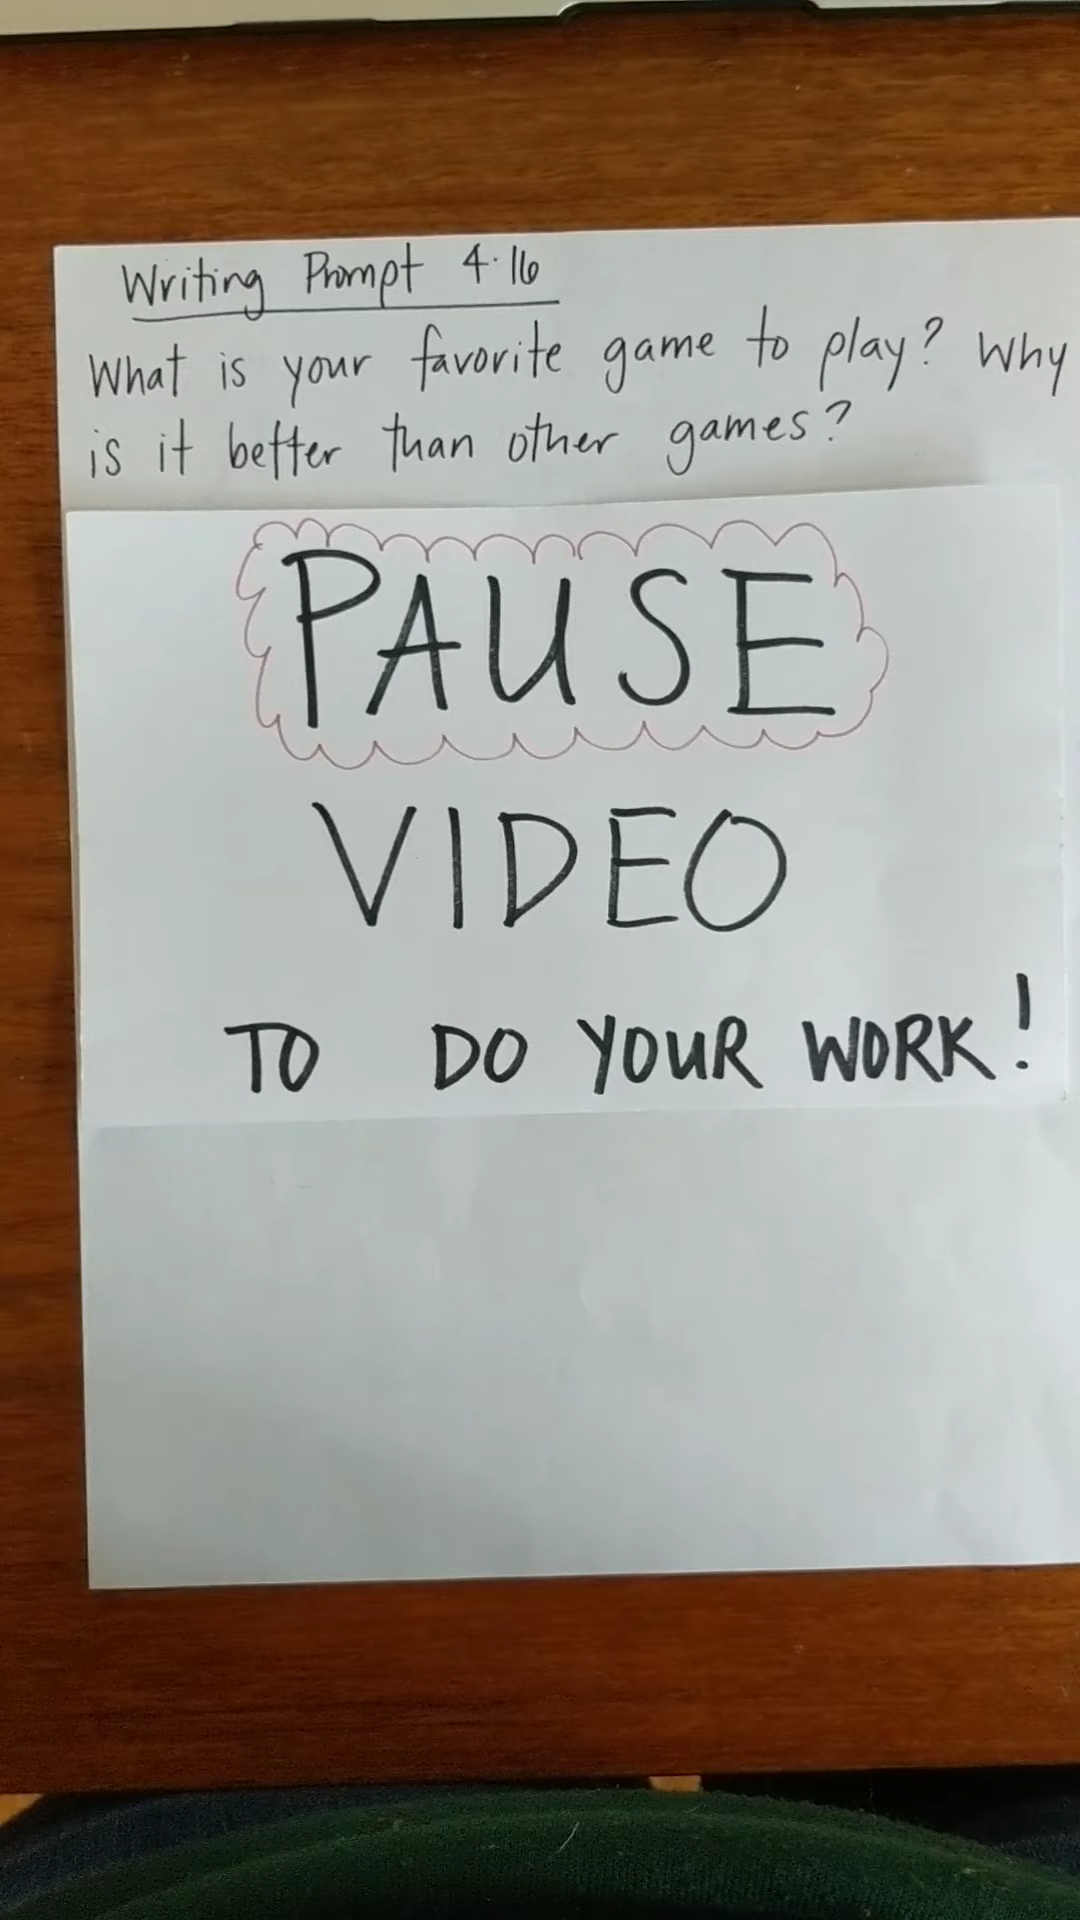 Writing Prompt 4.16
What is your favorite game to play? Why
is it better than other games?
PAUSE
VIDEO
TO DO YOUR WORK!